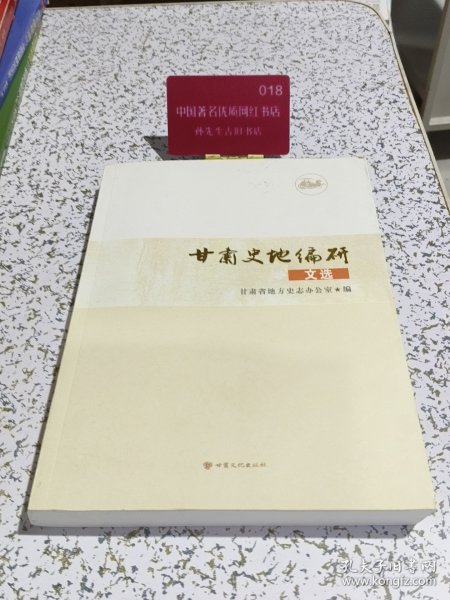 018
中国著名优质网红书店
孙先生古旧书店
甘肃史地编研
文选
甘肃省地方史志办公室★编
甘肃文化出版社
孔夫子旧书网
www.kongfz.com